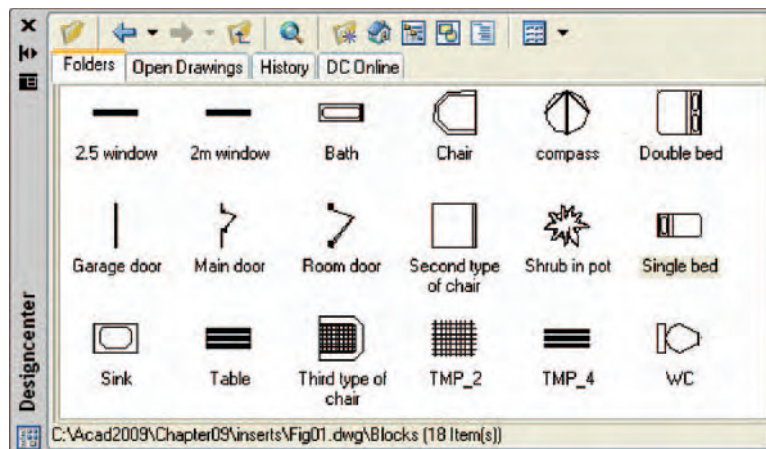 Folders Open Drawings History DC Online
2.5 window 2m window Bath Chair compass Double bed
Garage door Main door Room door Second type of chair Shrub in pot Single bed
Sink Table Third type of chair TMP_2 TMP_4 WC
Designcenter
C:\Acad2009\Chapter09\inserts\Fig01.dwg\Blocks (18 Item(s))